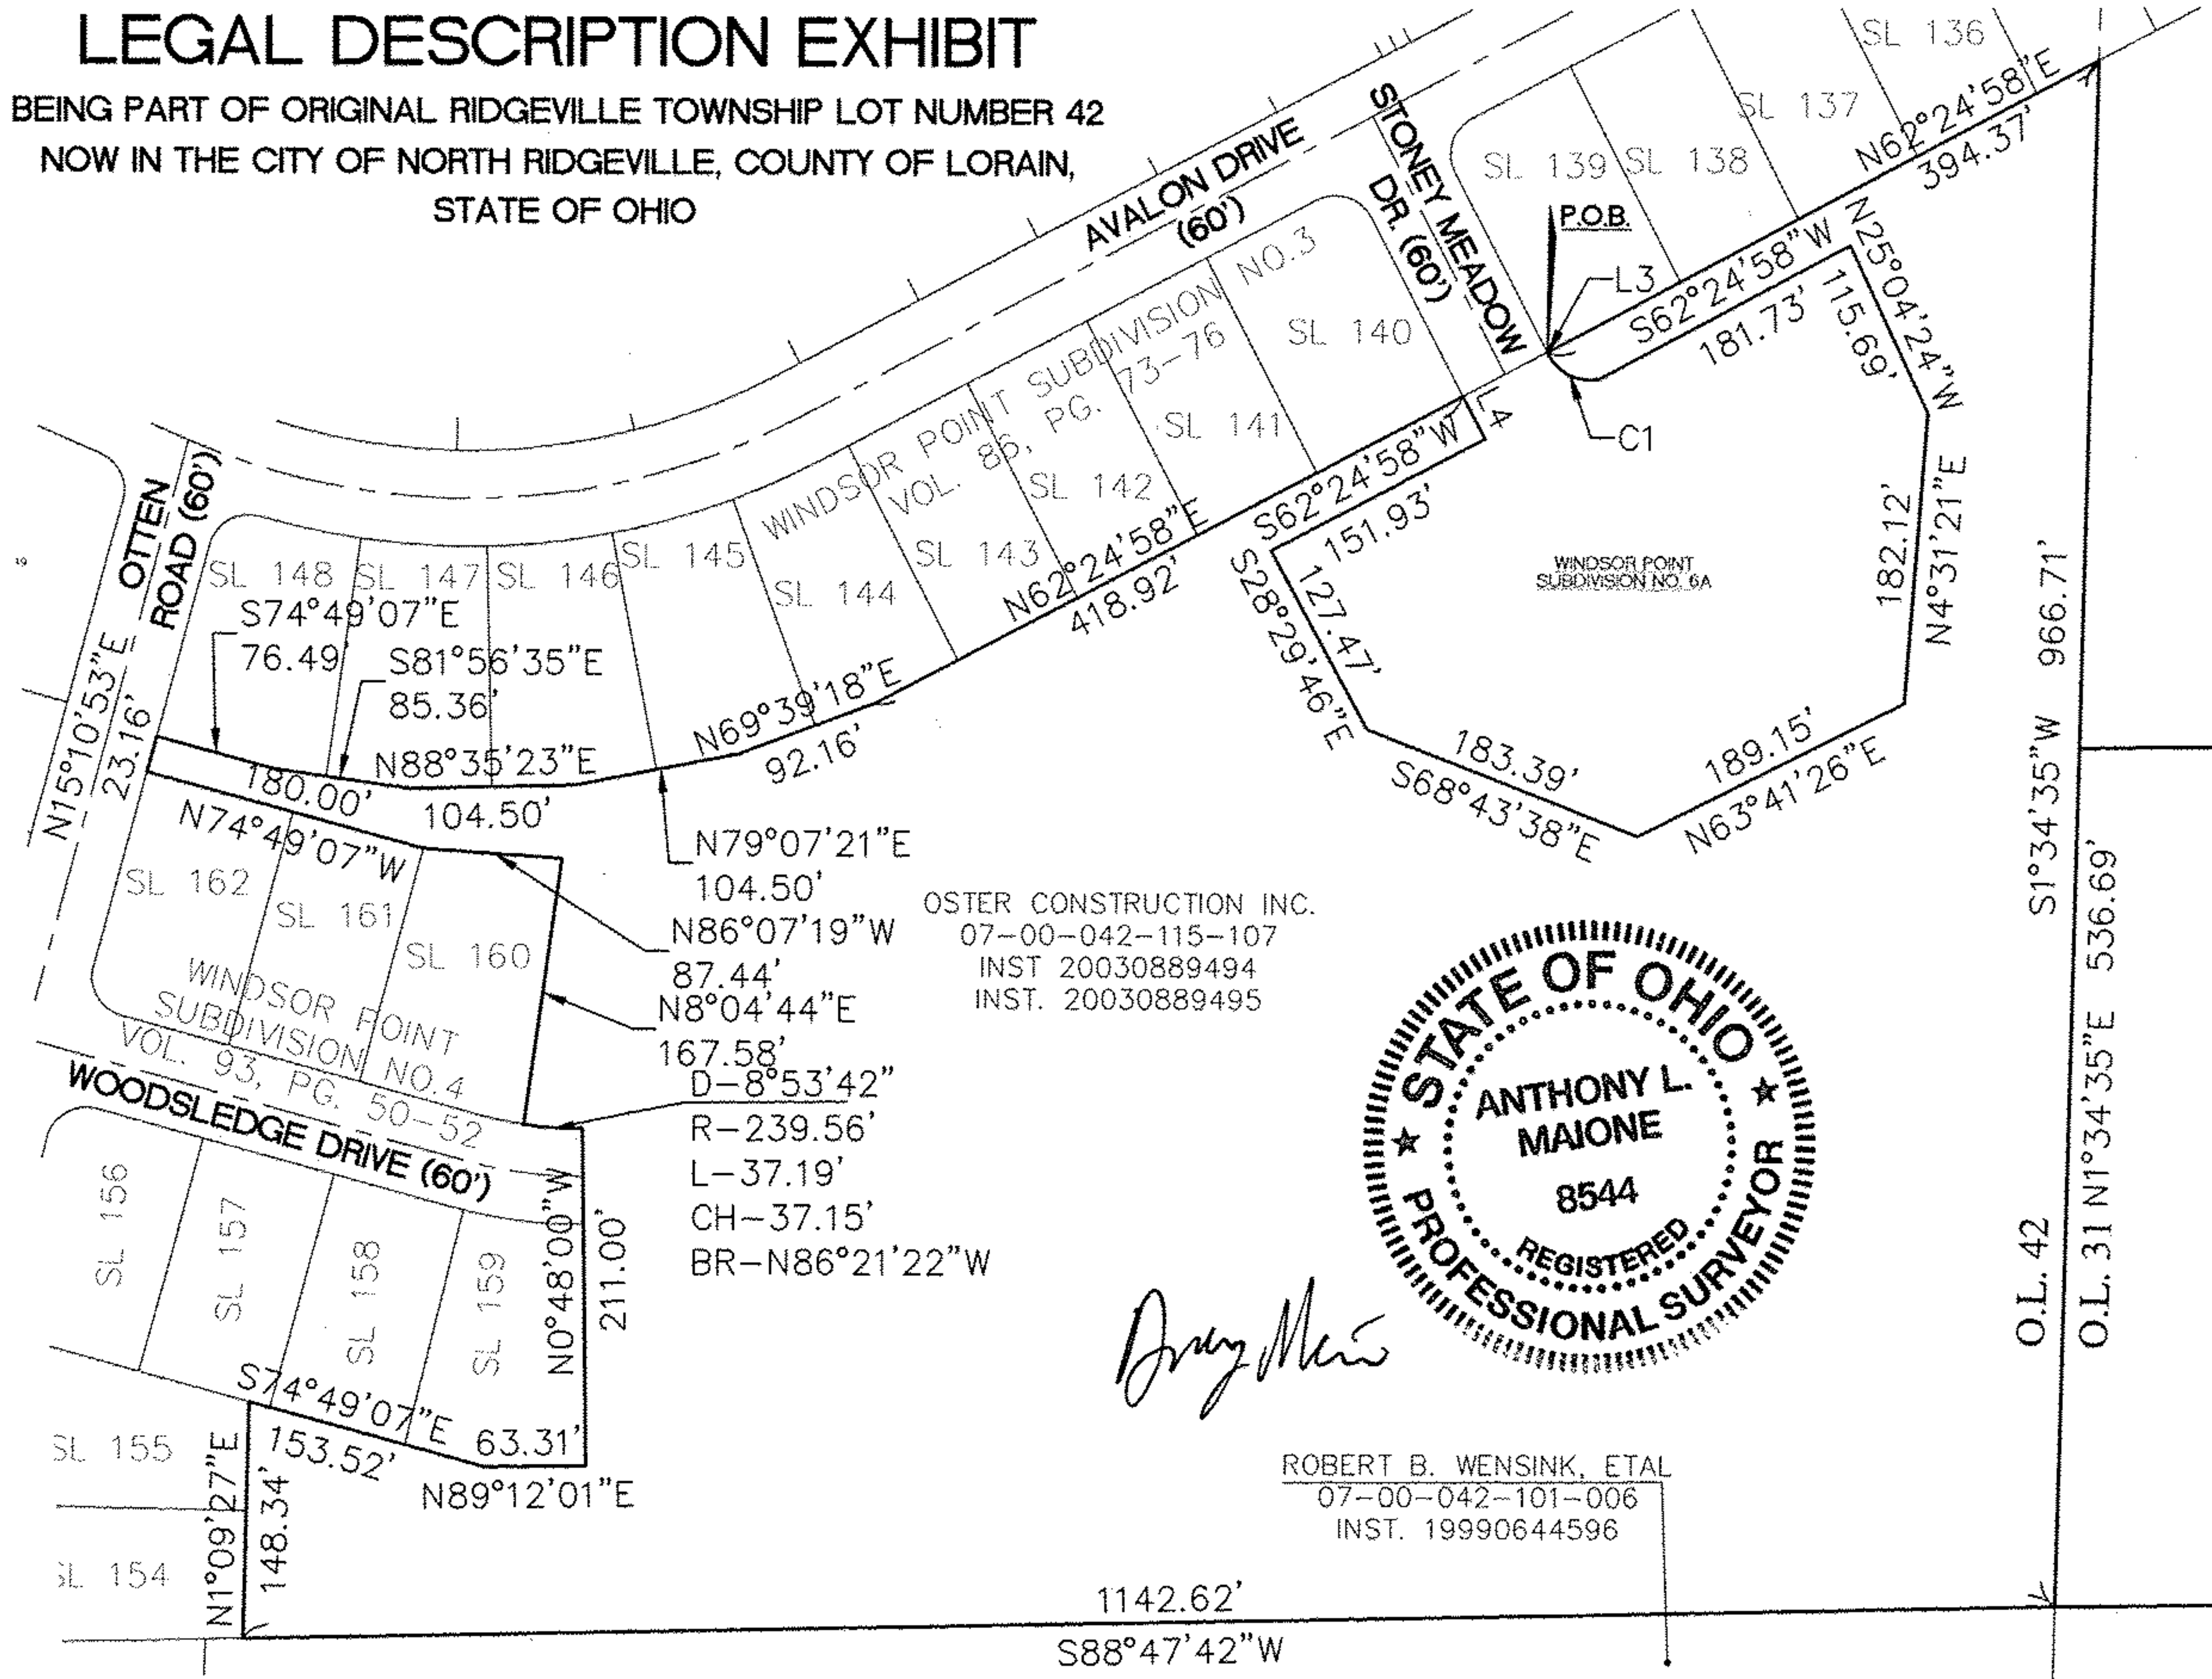 LEGAL DESCRIPTION EXHIBIT
BEING PART OF ORIGINAL RIDGEVILLE TOWNSHIP LOT NUMBER 42
NOW IN THE CITY OF NORTH RIDGEVILLE, COUNTY OF LORAIN,
STATE OF OHIO
SL 136
SL 137
SL 138
SL 139
N62°24'58"E
394.37'
STONEY MEADOW
DR. (60')
AVALON DRIVE
(60')
P.O.B.
L3
S62°24'58"W
181.73'
N25°04'24"W
115.69'
C1
L4
SL 140
SL 141
SL 142
SL 143
SL 144
SL 145
SL 146
SL 147
SL 148
WINDSOR POINT SUBDIVISION NO.3
VOL. 86, PG. 73-76
S62°24'58"W
151.93'
N62°24'58"E
418.92'
S28°29'46"E
127.47'
WINDSOR POINT
SUBDIVISION NO. 6A
182.12'
N4°31'21"E
183.39'
S68°43'38"E
189.15'
N63°41'26"E
S1°34'35"W 966.71'
OTTEN
ROAD (60')
S74°49'07"E
76.49'
S81°56'35"E
85.36'
N15°10'53"E
23.16'
N88°35'23"E
104.50'
N69°39'18"E
92.16'
180.00'
N74°49'07"W
N79°07'21"E
104.50'
N86°07'19"W
87.44'
N8°04'44"E
167.58'
D-8°53'42"
R-239.56'
L-37.19'
CH-37.15'
BR-N86°21'22"W
SL 162
SL 161
SL 160
WINDSOR POINT
SUBDIVISION NO.4
VOL. 93, PG. 50-52
WOODSLEDGE DRIVE (60')
OSTER CONSTRUCTION INC.
07-00-042-115-107
INST 20030889494
INST. 20030889495
STATE OF OHIO
ANTHONY L.
MAIONE
8544
REGISTERED
PROFESSIONAL SURVEYOR
O.L. 42
O.L. 31 N1°34'35"E 536.69'
SL 156
SL 157
SL 158
SL 159
N0°48'00"W
211.00'
S74°49'07"E
153.52'
63.31'
N89°12'01"E
SL 155
SL 154
N1°09'27"E
148.34'
ROBERT B. WENSINK, ETAL
07-00-042-101-006
INST. 19990644596
1142.62'
S88°47'42"W